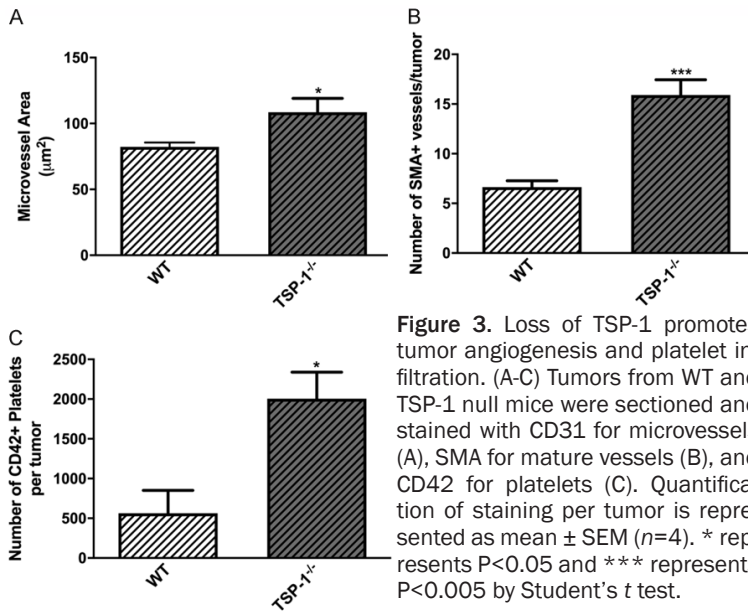 A
150
100
50
0
Microvessel Area
(μm²)
WT
TSP-1-/-
*
B
20
15
10
5
0
Number of SMA+ vessels/tumor
WT
TSP-1-/-
***
C
2500
2000
1500
1000
500
0
Number of CD42+ Platelets
per tumor
WT
TSP-1-/-
*
Figure 3. Loss of TSP-1 promote
tumor angiogenesis and platelet in
filtration. (A-C) Tumors from WT and
TSP-1 null mice were sectioned and
stained with CD31 for microvessels
(A), SMA for mature vessels (B), and
CD42 for platelets (C). Quantifica
tion of staining per tumor is repre
sented as mean ± SEM (n=4). * rep
resents P<0.05 and *** represent
P<0.005 by Student's t test.